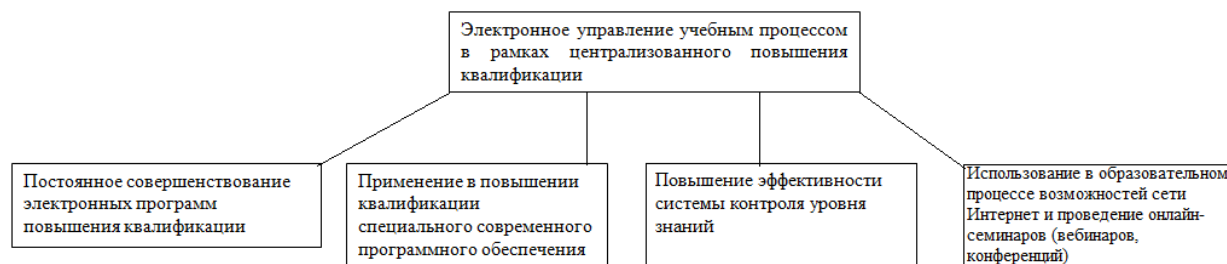 Электронное управление учебным процессом
в рамках централизованного повышения
квалификации
Постоянное совершенствование
электронных программ
повышения квалификации
Применение в повышении
квалификации
специального современного
программного обеспечения
Повышение эффективности
системы контроля уровня
знаний
Использование в образовательном
процессе возможностей сети
Интернет и проведение онлайн-
семинаров (вебинаров,
конференций)